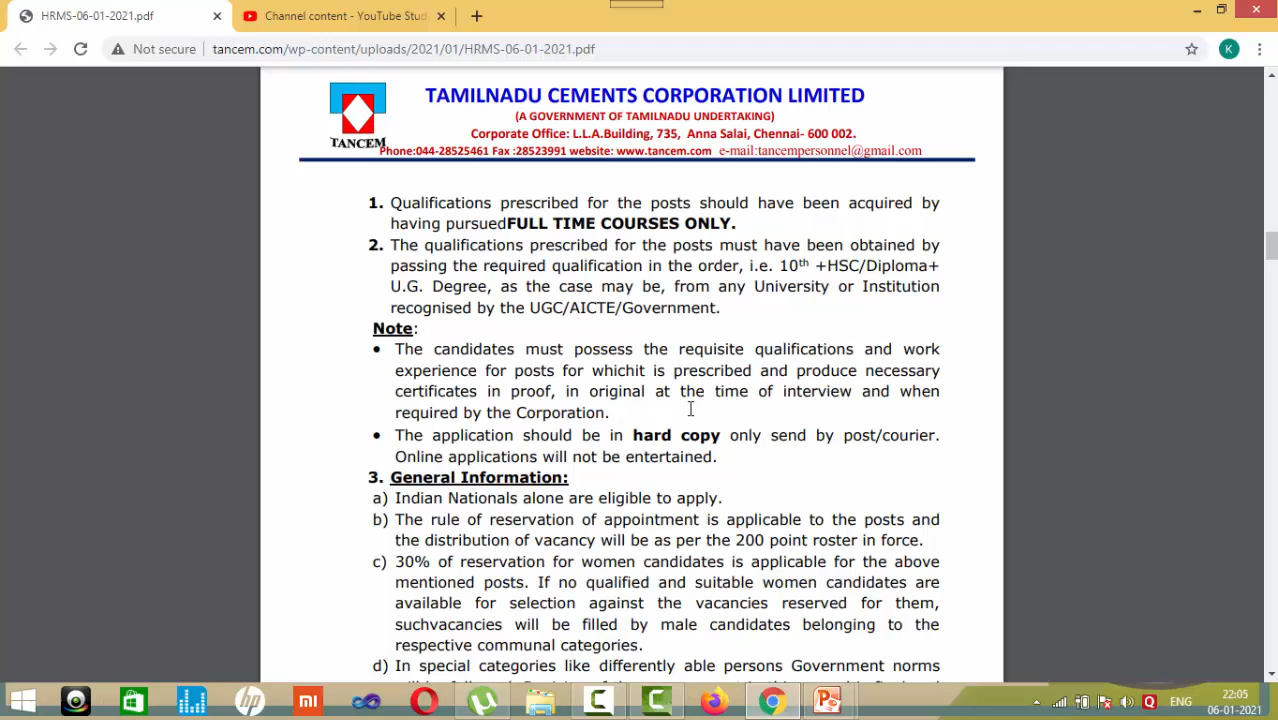 HRMS-06-01-2021.pdf
Channel content - YouTube Stud
K
Not secure
tancem.com/wp-content/uploads/2021/01/HRMS-06-01-2021.pdf
TANCEM
TAMILNADU CEMENTS CORPORATION LIMITED
(A GOVERNMENT OF TAMILNADU UNDERTAKING)
Corporate Office: L.L.A.Building, 735, Anna Salai, Chennai- 600 002.
Phone:044-28525461 Fax :28523991 website: www.tancem.com e-mail:tancempersonnel@gmail.com
1. Qualifications prescribed for the posts should have been acquired by
having pursuedFULL TIME COURSES ONLY.
2. The qualifications prescribed for the posts must have been obtained by
passing the required qualification in the order, i.e. 10th +HSC/Diploma+
U.G. Degree, as the case may be, from any University or Institution
recognised by the UGC/AICTE/Government.
Note:
• The candidates must possess the requisite qualifications and work
experience for posts for whichit is prescribed and produce necessary
certificates in proof, in original at the time of interview and when
required by the Corporation.
• The application should be in hard copy only send by post/courier.
Online applications will not be entertained.
3. General Information:
a) Indian Nationals alone are eligible to apply.
b) The rule of reservation of appointment is applicable to the posts and
the distribution of vacancy will be as per the 200 point roster in force.
c) 30% of reservation for women candidates is applicable for the above
mentioned posts. If no qualified and suitable women candidates are
available for selection against the vacancies reserved for them,
suchvacancies will be filled by male candidates belonging to the
respective communal categories.
d) In special categories like differently able persons Government norms
hp
mi
ENG
22:05
06-01-2021